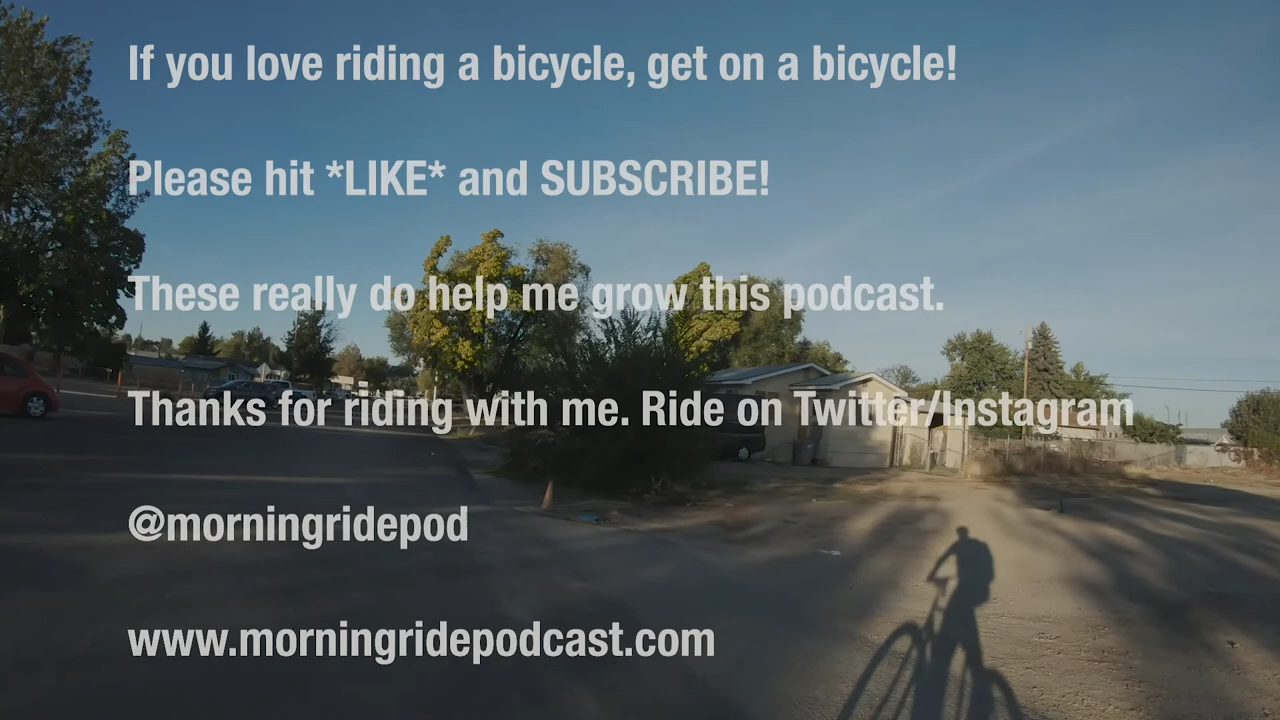 If you love riding a bicycle, get on a bicycle!
Please hit *LIKE* and SUBSCRIBE!
These really do help me grow this podcast.
Thanks for riding with me. Ride on Twitter/Instagram
@morningridepod
www.morningridepodcast.com